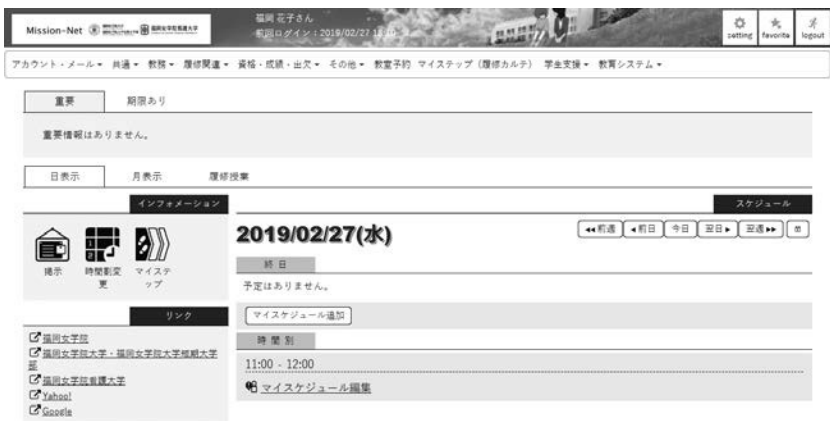 Mission-Net
福岡女学院看護大学
福岡 花子さん
前回ログイン：2019/02/27
setting favorite logout
アカウント・メール▼ 共通▼ 教務▼ 履修関連▼ 資格・成績・出欠▼ その他▼ 教室予約 マイステップ（履修カルテ） 学生支援▼ 教育システム▼
重要 期限あり
重要情報はありません。
日表示 月表示 履修授業
インフォメーション
掲示 時間割変更 マイステップ
リンク
福岡女学院
福岡女学院大学・福岡女学院大学短期大学
部
福岡女学院看護大学
Yahoo!
Google
スケジュール
2019/02/27(水)
◀◀前週 ◀前日 今日 翌日▶ 翌週▶▶
終日
予定はありません。
マイスケジュール追加
時間別
11:00 - 12:00
マイスケジュール編集